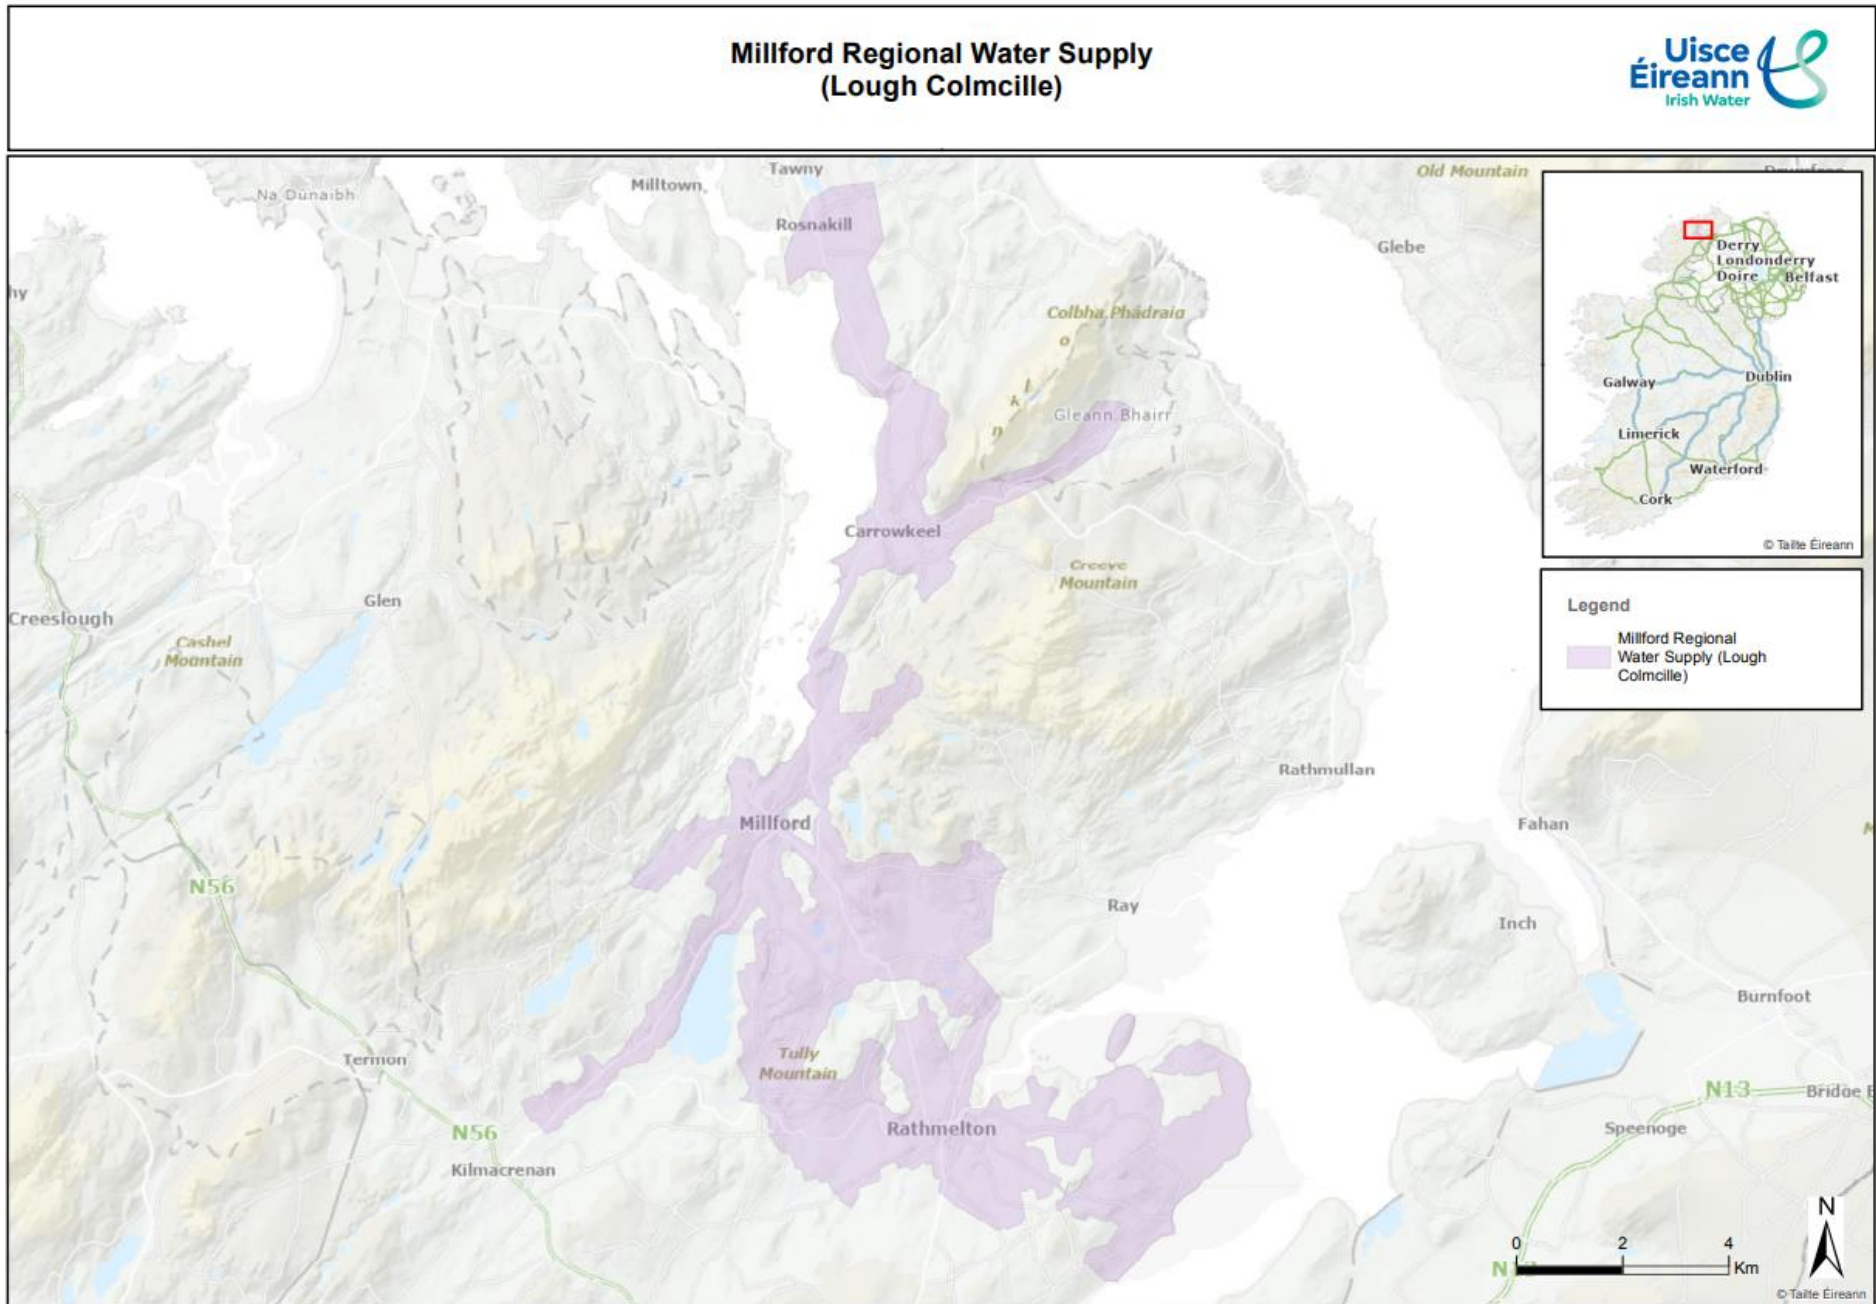 Millford Regional Water Supply
(Lough Colmcille)
Uisce
Éireann
Irish Water
Tawny
Old Mountain
Milltown
Na Dúnaibh
Rosnakill
Glebe
hy
Colbha Phádraig
o
l
k
n
Gleann Bhairr
Carrowkeel
Creeve
Mountain
Glen
Creeslough
Cashel
Mountain
Rathmullan
Millford
Fahan
N56
Ray
Inch
Burnfoot
Termon
Tully
Mountain
N13
Bridge E
N56
Rathmelton
Speenoge
Kilmacrenan
Derry
Londonderry
Doire
Belfast
Galway
Dublin
Limerick
Waterford
Cork
© Tailte Éireann
Legend
Millford Regional
Water Supply (Lough
Colmcille)
N
0 2 4
Km
© Tailte Éireann